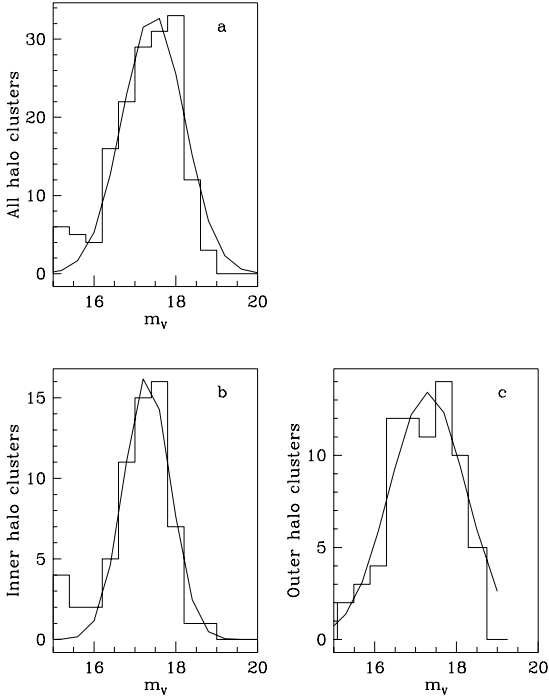 a
All halo clusters
30
20
10
0
16 18 20
m_V
b
Inner halo clusters
15
10
5
0
16 18 20
m_V
c
Outer halo clusters
10
5
0
16 18 20
m_V